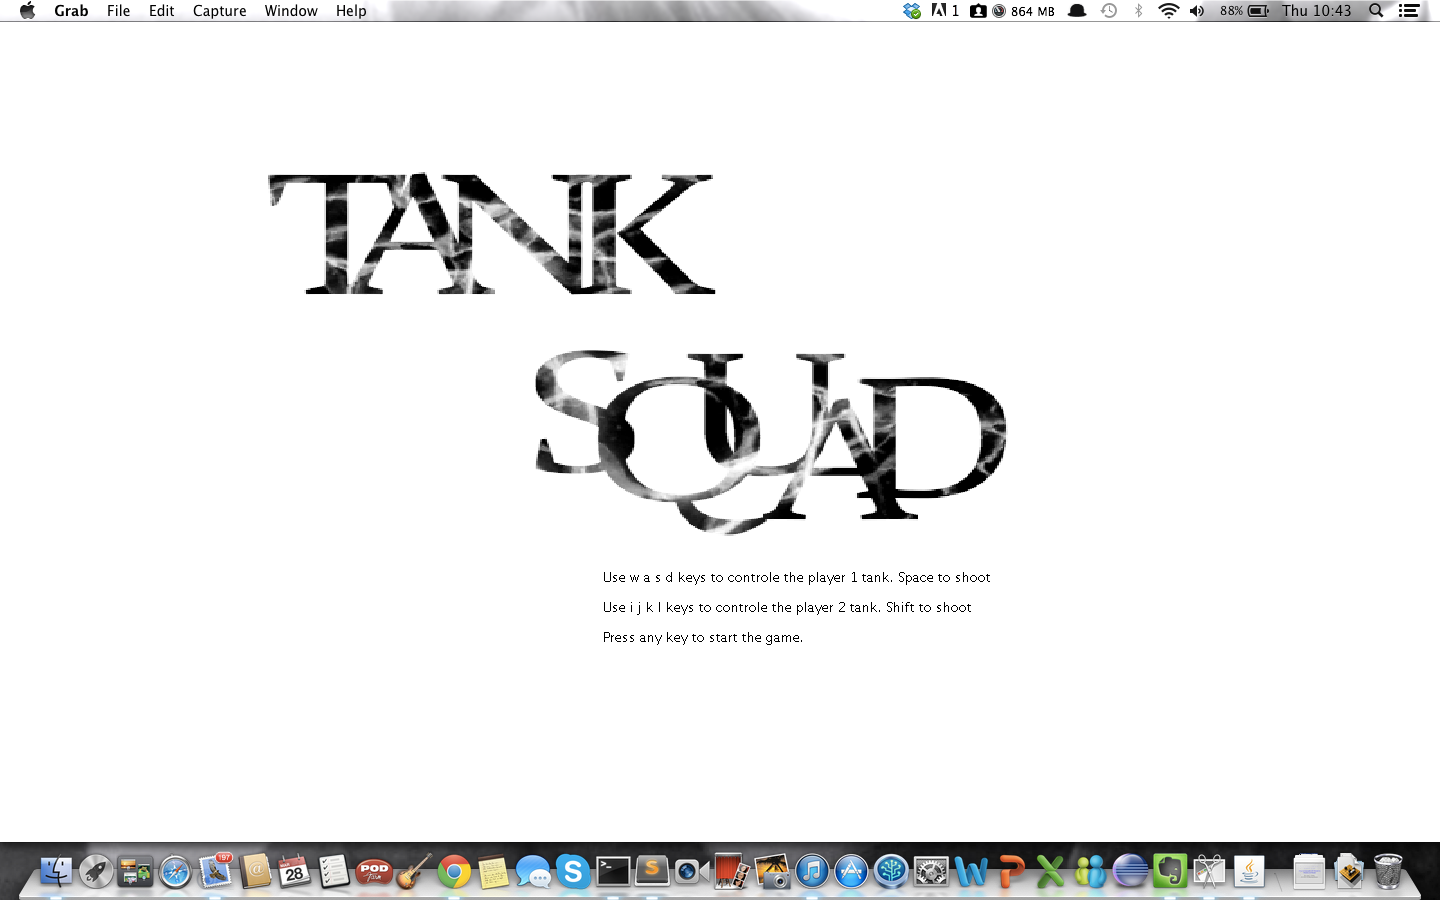 Grab File Edit Capture Window Help 1 864 MB 88% Thu 10:43
TANK
SQUAD
Use w a s d keys to controle the player 1 tank. Space to shoot
Use i j k l keys to controle the player 2 tank. Shift to shoot
Press any key to start the game.
197
MAR
28
POD
farm